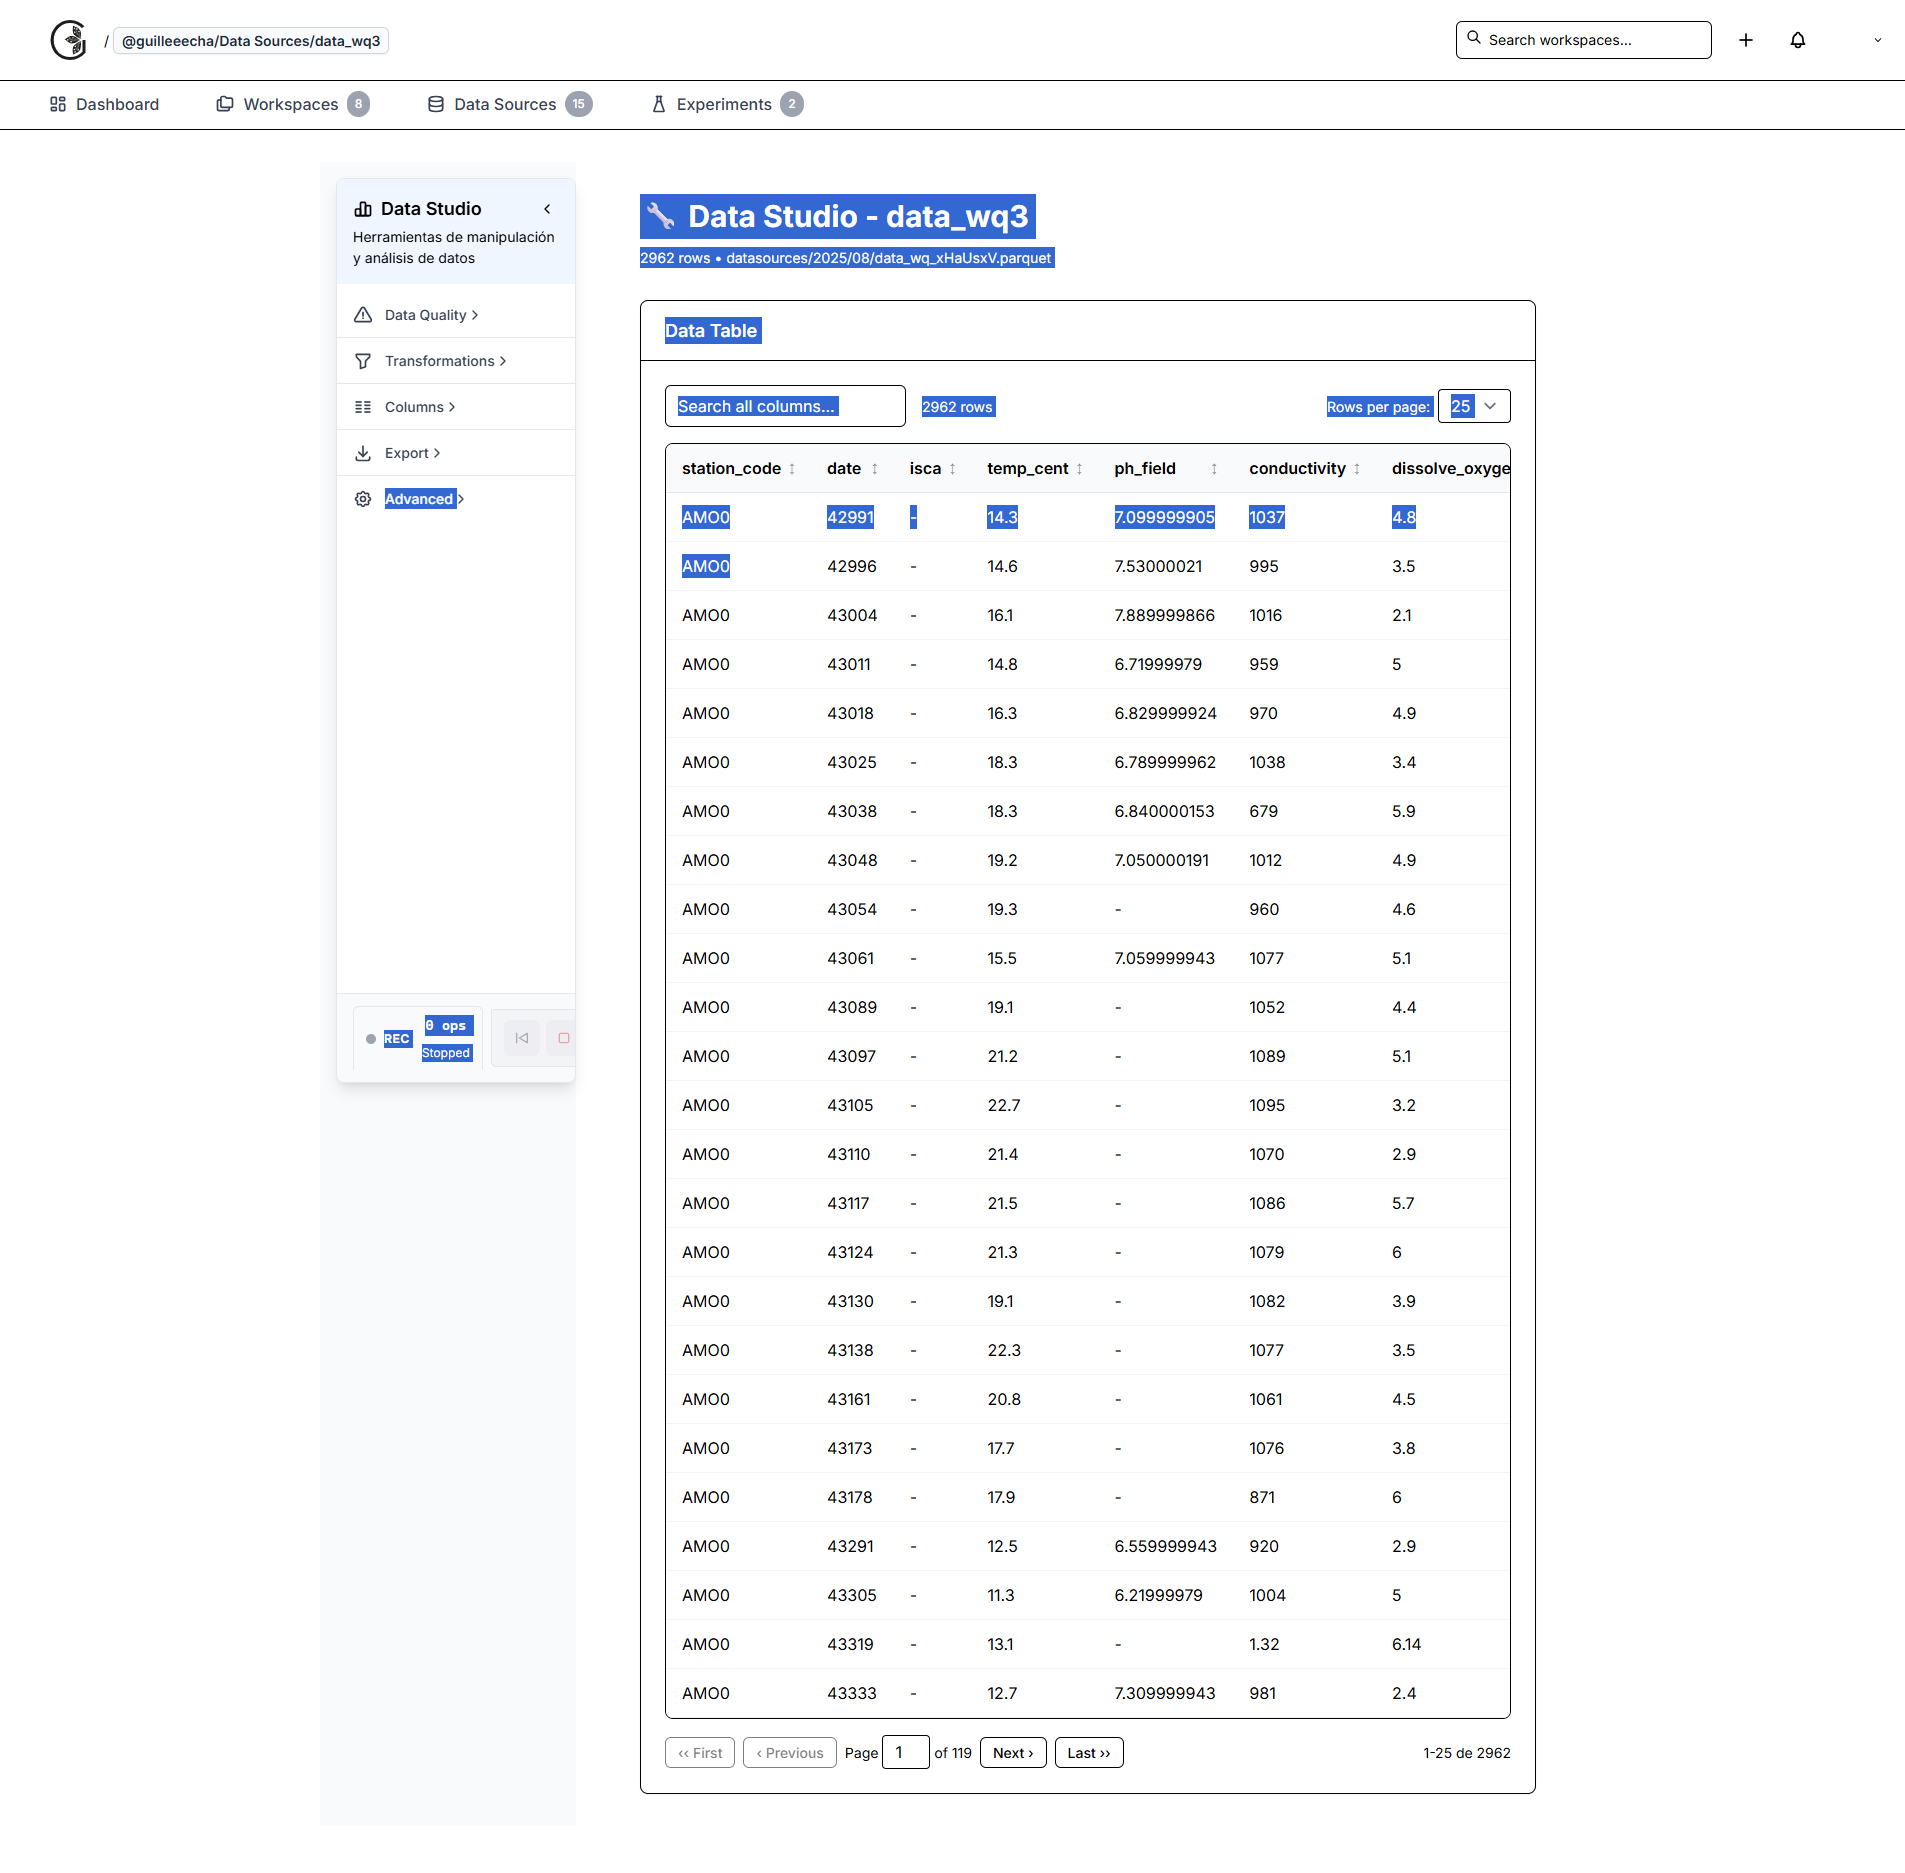 / @guilleeecha/Data Sources/data_wq3
Search workspaces...
Dashboard
Workspaces 8
Data Sources 15
Experiments 2
Data Studio
Herramientas de manipulación
y análisis de datos
Data Quality
Transformations
Columns
Export
Advanced
REC
0 ops
Stopped
Data Studio - data_wq3
2962 rows • datasources/2025/08/data_wq_xHaUsxV.parquet
Data Table
Search all columns... 2962 rows Rows per page: 25
station_code date isca temp_cent ph_field conductivity dissolve_oxyge
AMO0 42991 - 14.3 7.099999905 1037 4.8
AMO0 42996 - 14.6 7.53000021 995 3.5
AMO0 43004 - 16.1 7.889999866 1016 2.1
AMO0 43011 - 14.8 6.71999979 959 5
AMO0 43018 - 16.3 6.829999924 970 4.9
AMO0 43025 - 18.3 6.789999962 1038 3.4
AMO0 43038 - 18.3 6.840000153 679 5.9
AMO0 43048 - 19.2 7.050000191 1012 4.9
AMO0 43054 - 19.3 - 960 4.6
AMO0 43061 - 15.5 7.059999943 1077 5.1
AMO0 43089 - 19.1 - 1052 4.4
AMO0 43097 - 21.2 - 1089 5.1
AMO0 43105 - 22.7 - 1095 3.2
AMO0 43110 - 21.4 - 1070 2.9
AMO0 43117 - 21.5 - 1086 5.7
AMO0 43124 - 21.3 - 1079 6
AMO0 43130 - 19.1 - 1082 3.9
AMO0 43138 - 22.3 - 1077 3.5
AMO0 43161 - 20.8 - 1061 4.5
AMO0 43173 - 17.7 - 1076 3.8
AMO0 43178 - 17.9 - 871 6
AMO0 43291 - 12.5 6.559999943 920 2.9
AMO0 43305 - 11.3 6.21999979 1004 5
AMO0 43319 - 13.1 - 1.32 6.14
AMO0 43333 - 12.7 7.309999943 981 2.4
‹‹ First ‹ Previous Page 1 of 119 Next › Last ›› 1-25 de 2962